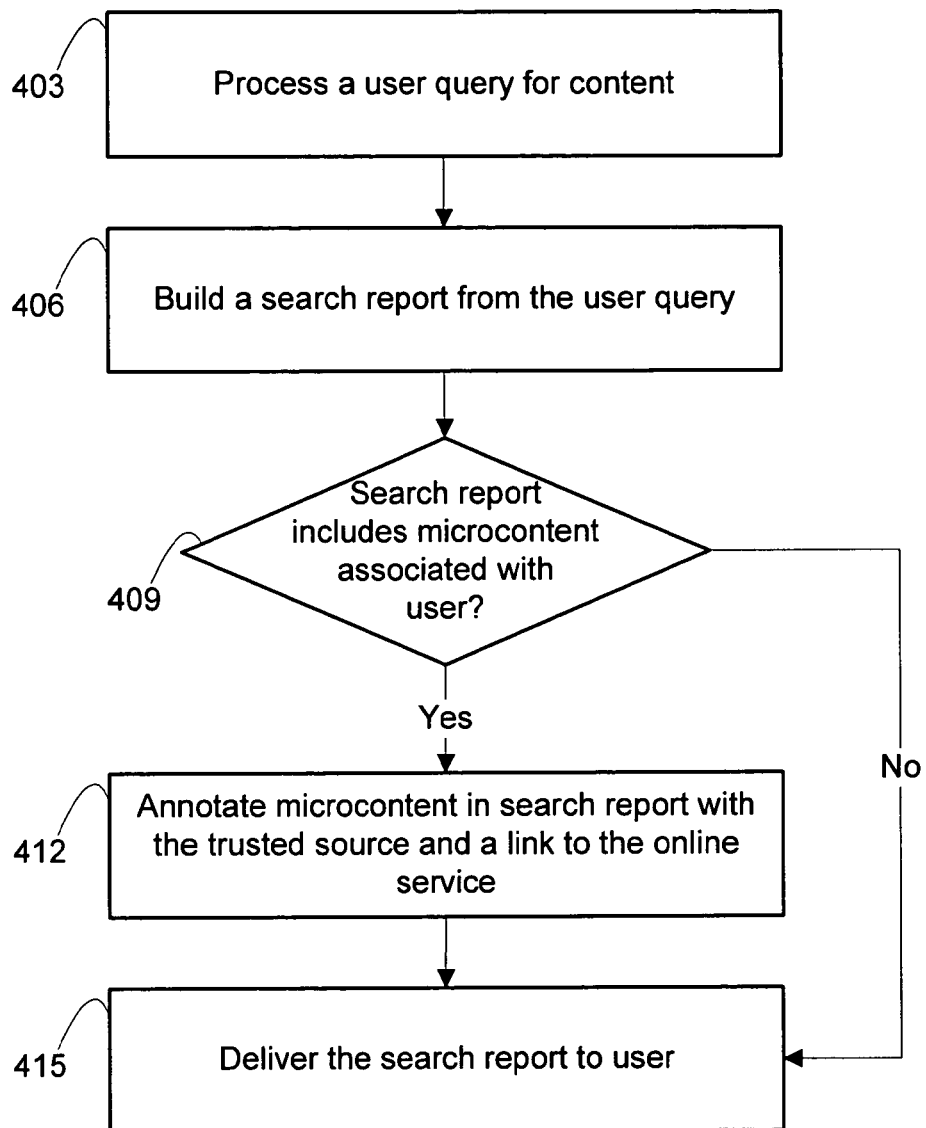 403
Process a user query for content
406
Build a search report from the user query
Search report
includes microcontent
associated with
user?
409
Yes
No
Annotate microcontent in search report with
the trusted source and a link to the online
service
412
Deliver the search report to user
415